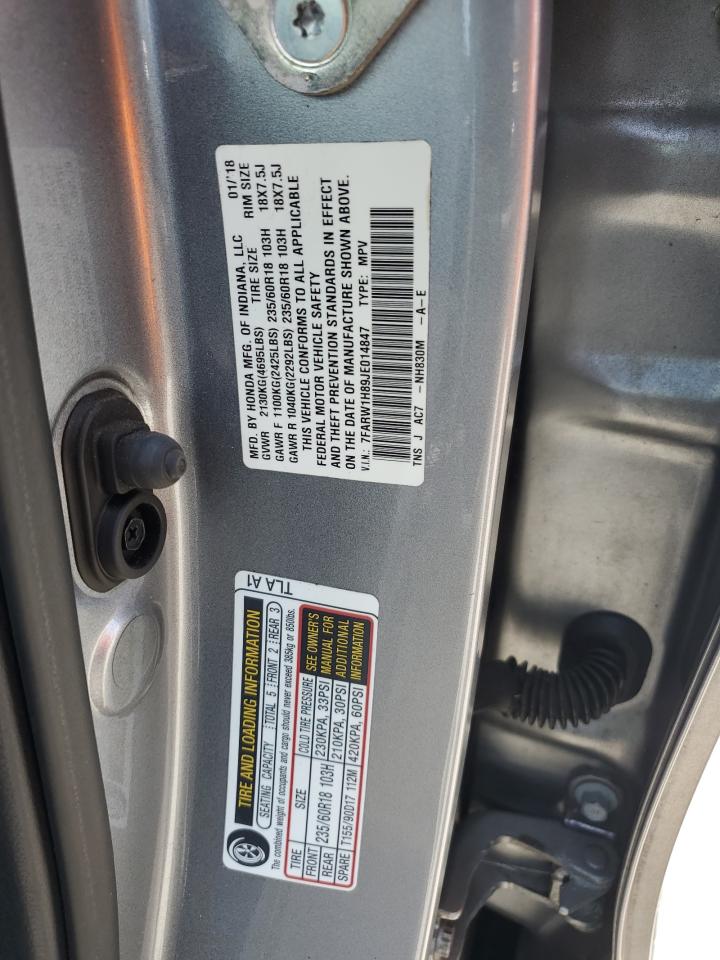 MFD. BY HONDA MFG. OF INDIANA, LLC 01/'18
GVWR 2130KG(4695LBS) TIRE SIZE RIM SIZE
GAWR F 1100KG(2425LBS) 235/60R18 103H 18X7.5J
GAWR R 1040KG(2292LBS) 235/60R18 103H 18X7.5J
THIS VEHICLE CONFORMS TO ALL APPLICABLE
FEDERAL MOTOR VEHICLE SAFETY
AND THEFT PREVENTION STANDARDS IN EFFECT
ON THE DATE OF MANUFACTURE SHOWN ABOVE.
V.I.N.: 7FARW1H89JE014847 TYPE: MPV
TNS J AC7 -NH830M -A-E
TIRE AND LOADING INFORMATION
TLA A1
SEATING CAPACITY TOTAL 5 FRONT 2 REAR 3
The combined weight of occupants and cargo should never exceed 385kg or 850lbs.
TIRE SIZE COLD TIRE PRESSURE
FRONT 235/60R18 103H 230KPA, 33PSI
REAR 210KPA, 30PSI
SPARE T155/90D17 112M 420KPA, 60PSI
SEE OWNER'S
MANUAL FOR
ADDITIONAL
INFORMATION